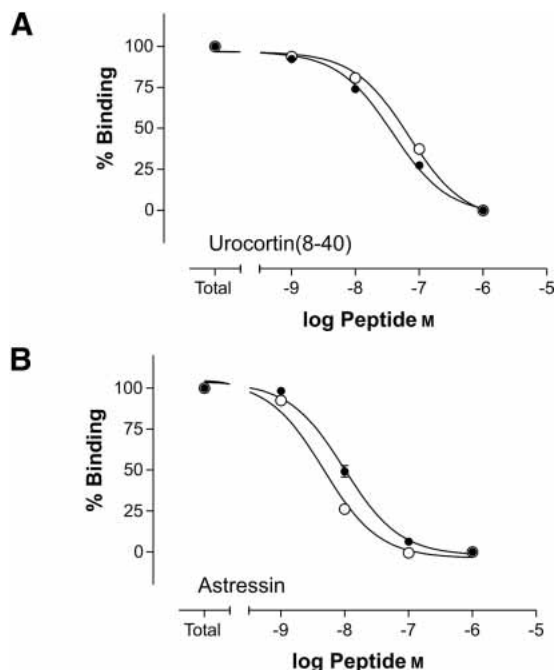 A
100
75
50
25
0
% Binding
Urocortin(8-40)
Total -9 -8 -7 -6 -5
log Peptide M
B
100
75
50
25
0
% Binding
Astressin
Total -9 -8 -7 -6 -5
log Peptide M